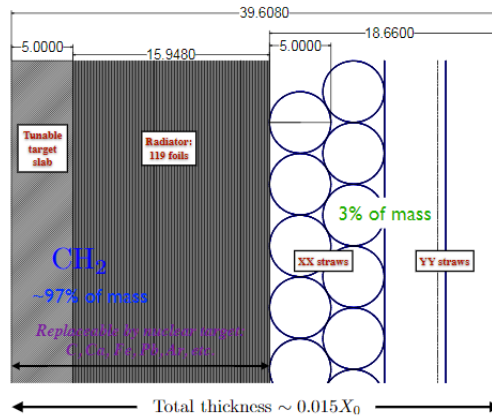 39.6080
18.6600
5.0000
15.9480
5.0000
Tunable
target
slab
Radiator:
119 foils
3% of mass
CH2
XX straws
YY straws
~97% of mass
Replaceable by nuclear target,
C, Ca, Fe, Pb, Ar, etc.
Total thickness ∼ 0.015X0